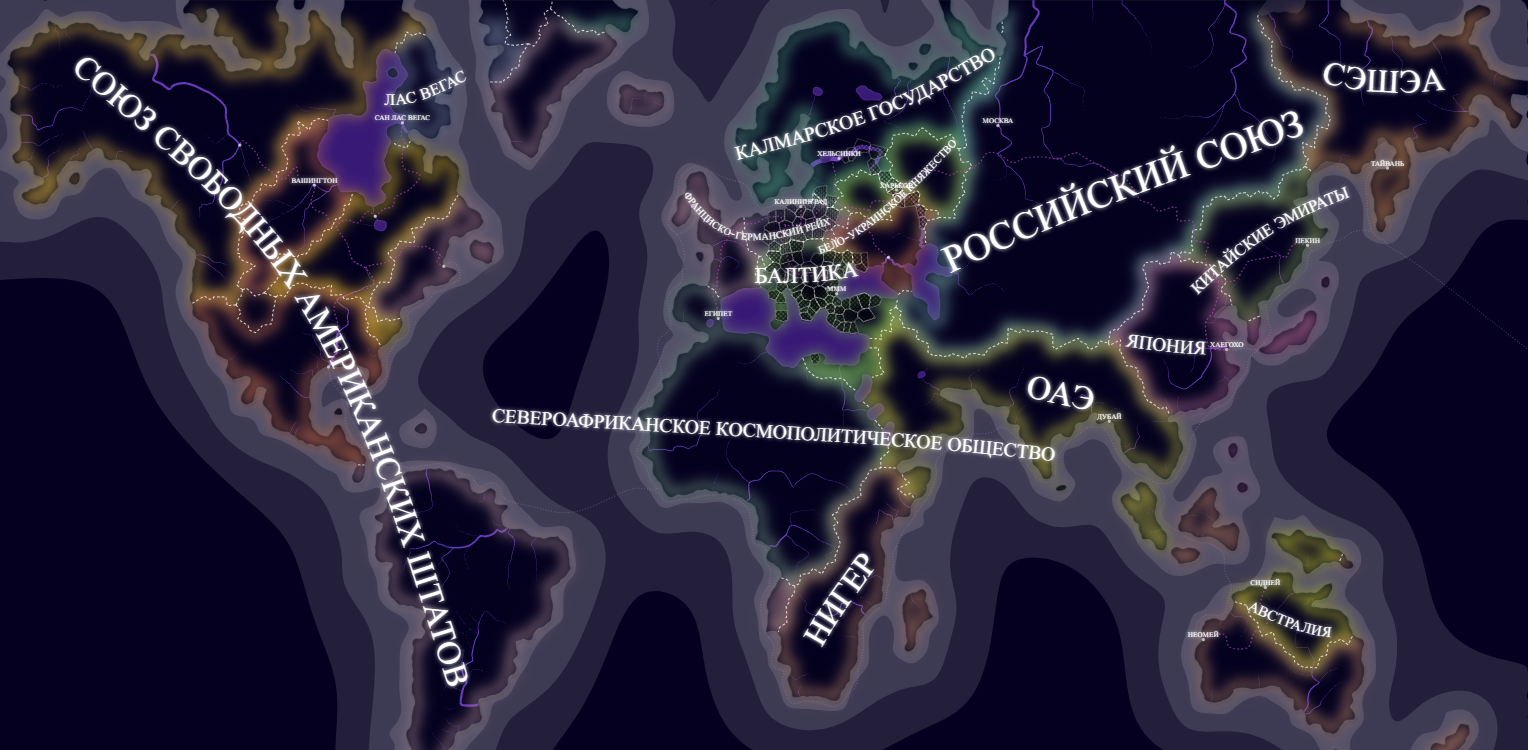 СОЮЗ СВОБОДНЫХ АМЕРИКАНСКИХ ШТАТОВ
ЛАС ВЕГАС
САН ЛАС ВЕГАС
ВАШИНГТОН
КАЛМАРСКОЕ ГОСУДАРСТВО
ХЕЛЬСИНКИ
МОСКВА
РОССИЙСКИЙ СОЮЗ
СЭШЭА
ТАЙВАНЬ
КИТАЙСКИЕ ЭМИРАТЫ
ПЕКИН
ХАРЬКОВ
БЕЛО-УКРАИНСКОЕ КНЯЖЕСТВО
КАЛИНИНГРАД
ФРАНЦИСКО-ГЕРМАНСКИЙ РЕЙХ
БАЛТИКА
МММ
ЕГИПЕТ
ЯПОНИЯ
ХАЕГОХО
ОАЭ
ДУБАЙ
СЕВЕРОАФРИКАНСКОЕ КОСМОПОЛИТИЧЕСКОЕ ОБЩЕСТВО
НИГЕР
СИДНЕЙ
АВСТРАЛИЯ
НЕОМЕЙ